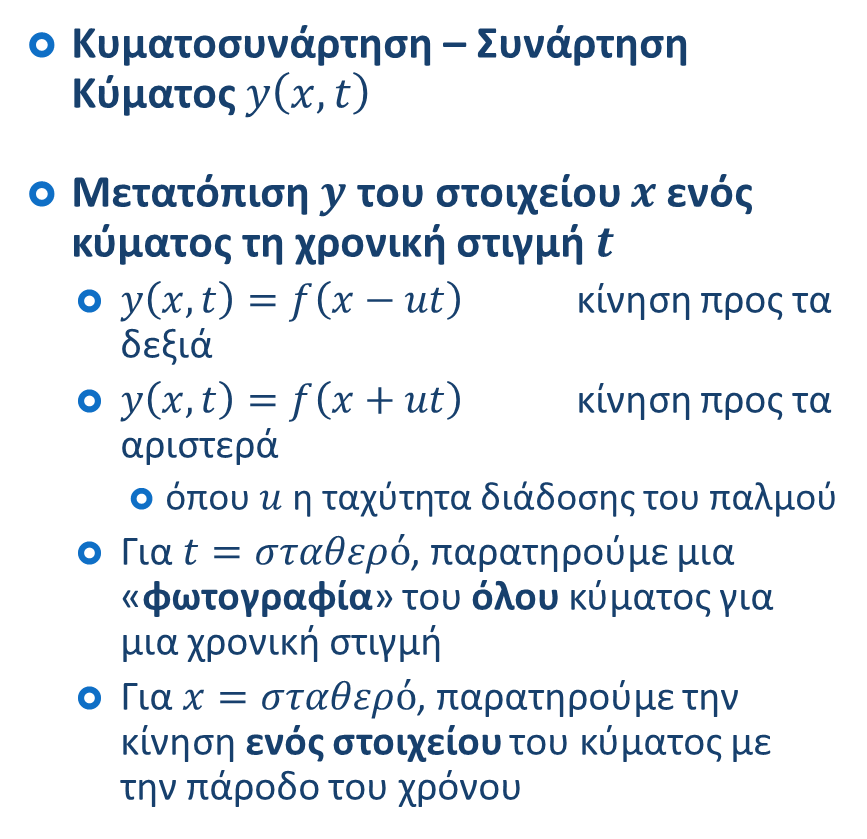 Κυματοσυνάρτηση – Συνάρτηση
Κύματος y(x, t)
Μετατόπιση y του στοιχείου x ενός
κύματος τη χρονική στιγμή t
y(x, t) = f(x − ut) κίνηση προς τα
δεξιά
y(x, t) = f(x + ut) κίνηση προς τα
αριστερά
όπου u η ταχύτητα διάδοσης του παλμού
Για t = σταθερό, παρατηρούμε μια
«φωτογραφία» του όλου κύματος για
μια χρονική στιγμή
Για x = σταθερό, παρατηρούμε την
κίνηση ενός στοιχείου του κύματος με
την πάροδο του χρόνου